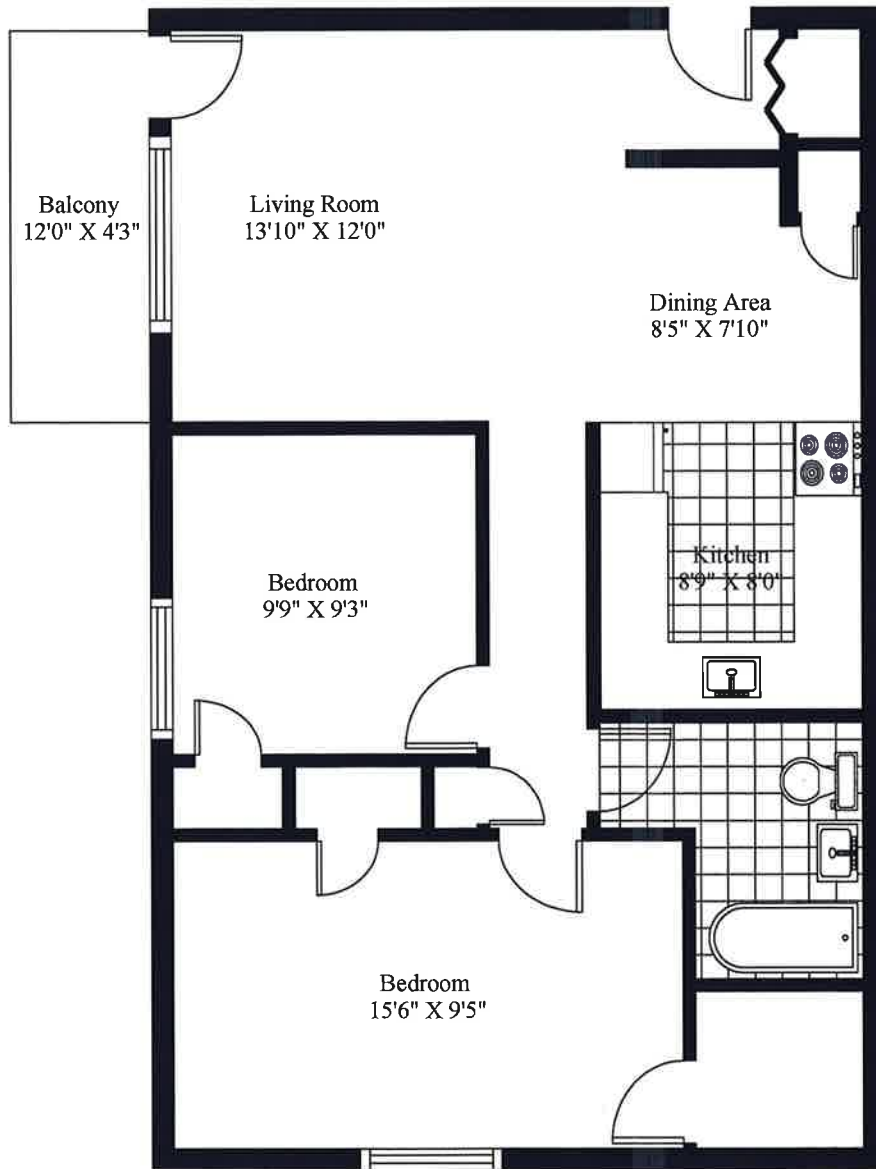 Balcony
12'0" X 4'3"
Living Room
13'10" X 12'0"
Dining Area
8'5" X 7'10"
Kitchen
8'9" X 8'0"
Bedroom
9'9" X 9'3"
Bedroom
15'6" X 9'5"